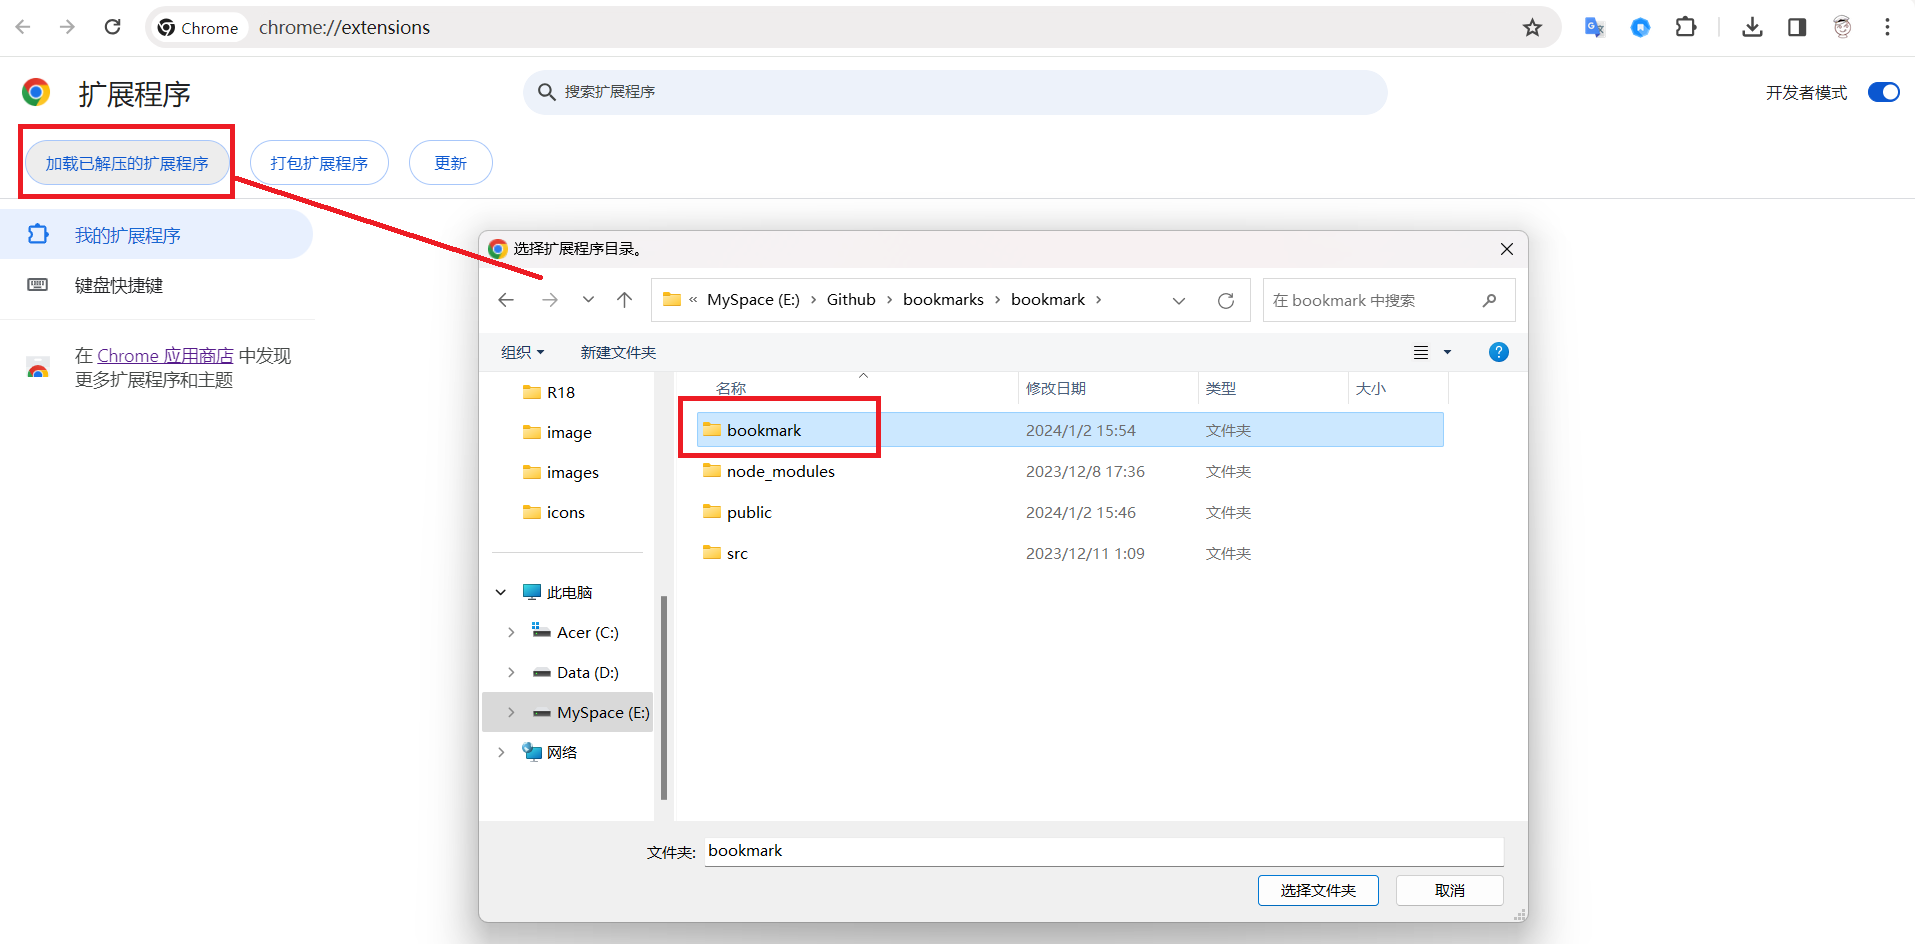 Chrome chrome://extensions
扩展程序
搜索扩展程序
开发者模式
加载已解压的扩展程序 打包扩展程序 更新
我的扩展程序
键盘快捷键
在 Chrome 应用商店 中发现
更多扩展程序和主题
选择扩展程序目录。
« MySpace (E:) › Github › bookmarks › bookmark ›
在 bookmark 中搜索
组织 新建文件夹
R18
image
images
icons
此电脑
Acer (C:)
Data (D:)
MySpace (E:)
网络
名称 修改日期 类型 大小
bookmark 2024/1/2 15:54 文件夹
node_modules 2023/12/8 17:36 文件夹
public 2024/1/2 15:46 文件夹
src 2023/12/11 1:09 文件夹
文件夹: bookmark
选择文件夹 取消